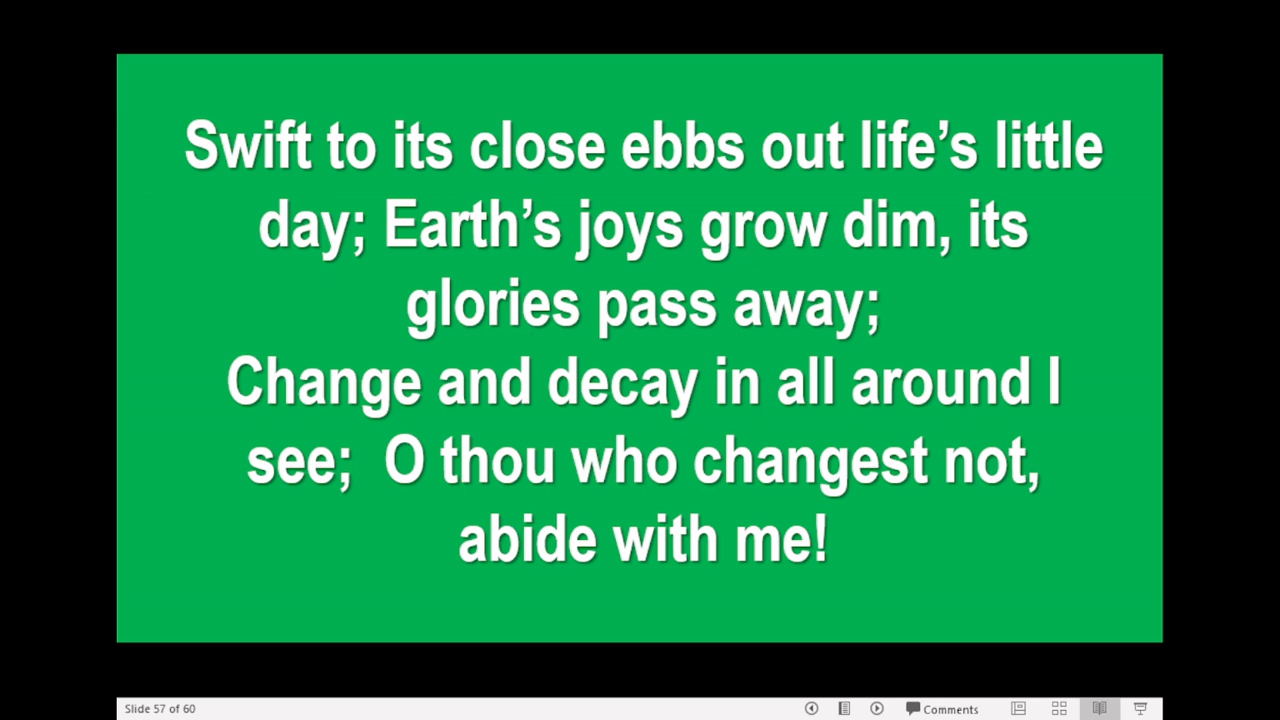 Swift to its close ebbs out life’s little
day; Earth’s joys grow dim, its
glories pass away;
Change and decay in all around I
see;  O thou who changest not,
abide with me!
Slide 57 of 60
Comments